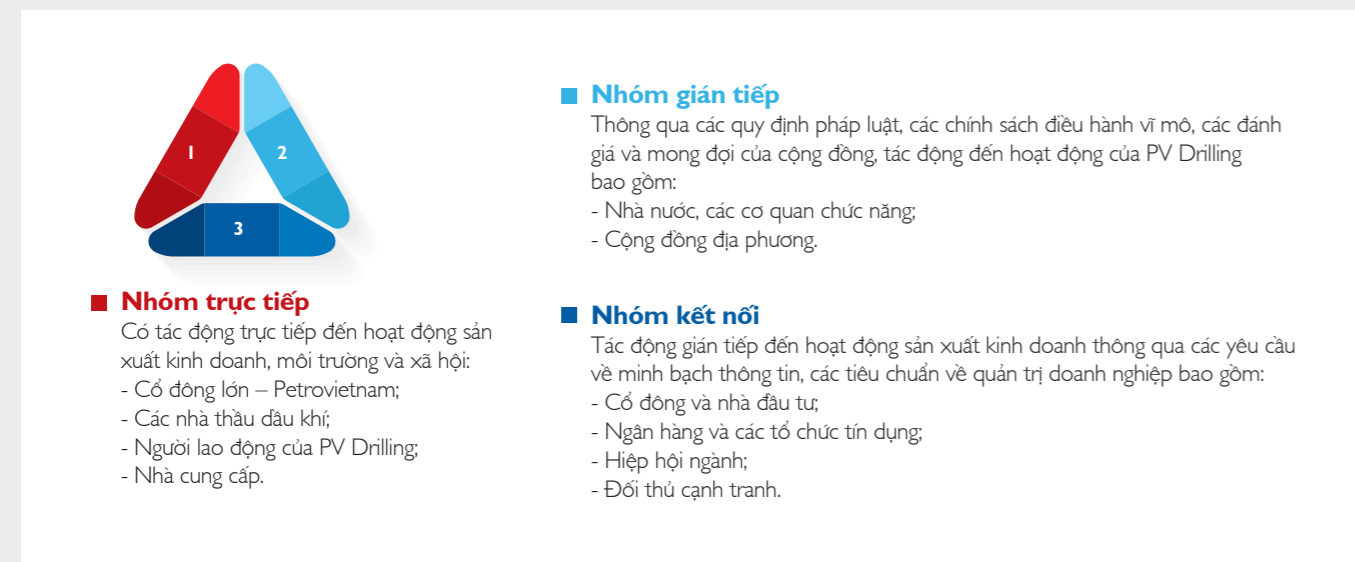 1
2
3
Nhóm trực tiếp
Có tác động trực tiếp đến hoạt động sản
xuất kinh doanh, môi trường và xã hội:
- Cổ đông lớn – Petrovietnam;
- Các nhà thầu dầu khí;
- Người lao động của PV Drilling;
- Nhà cung cấp.
Nhóm gián tiếp
Thông qua các quy định pháp luật, các chính sách điều hành vĩ mô, các đánh
giá và mong đợi của cộng đồng, tác động đến hoạt động của PV Drilling
bao gồm:
- Nhà nước, các cơ quan chức năng;
- Cộng đồng địa phương.
Nhóm kết nối
Tác động gián tiếp đến hoạt động sản xuất kinh doanh thông qua các yêu cầu
về minh bạch thông tin, các tiêu chuẩn về quản trị doanh nghiệp bao gồm:
- Cổ đông và nhà đầu tư;
- Ngân hàng và các tổ chức tín dụng;
- Hiệp hội ngành;
- Đối thủ cạnh tranh.